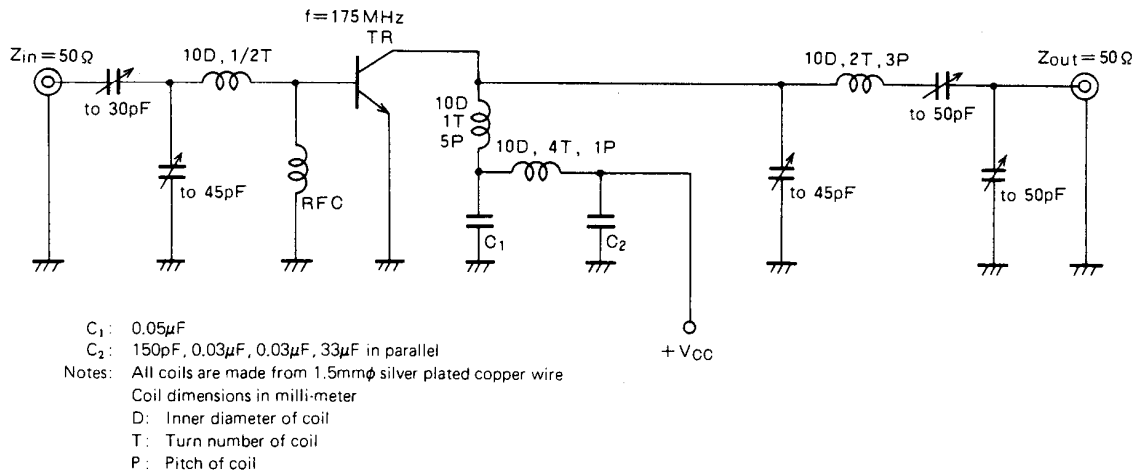 f=175MHz
TR
Zin=50Ω
10D, 1/2T
to 30pF
to 45pF
RFC
10D
1T
5P
10D, 4T, 1P
C₁
C₂
+VCC
10D, 2T, 3P
Zout=50Ω
to 50pF
to 45pF
to 50pF
C₁: 0.05μF
C₂: 150pF, 0.03μF, 0.03μF, 33μF in parallel
Notes: All coils are made from 1.5mmϕ silver plated copper wire
Coil dimensions in milli-meter
D: Inner diameter of coil
T: Turn number of coil
P: Pitch of coil